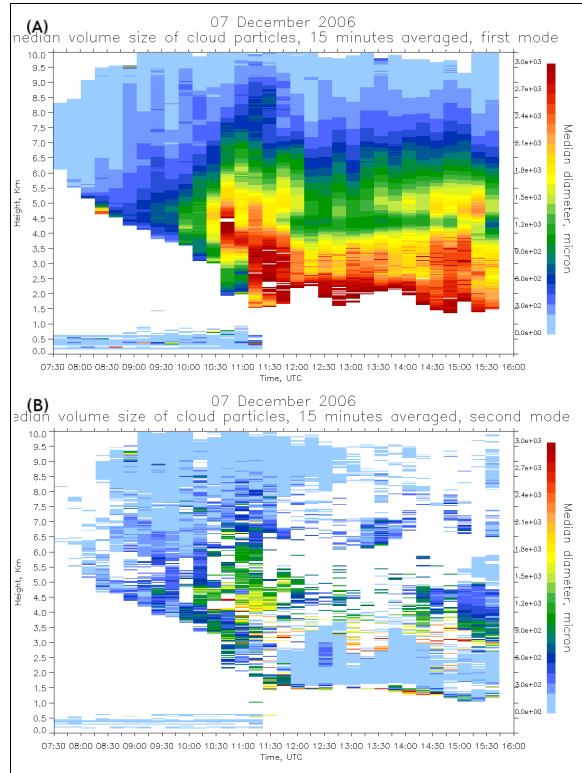 (A)
07 December 2006
nedian volume size of cloud particles, 15 minutes averaged, first mode
10.0
9.5
9.0
8.5
8.0
7.5
7.0
6.5
6.0
5.5
5.0
4.5
4.0
3.5
3.0
2.5
2.0
1.5
1.0
0.5
0.0
Height, Km
07:30 08:00 08:30 09:00 09:30 10:00 10:30 11:00 11:30 12:00 12:30 13:00 13:30 14:00 14:30 15:00 15:30 16:00
Time, UTC
3.0e+03
2.7e+03
2.4e+03
2.1e+03
1.8e+03
1.5e+03
1.2e+03
9.0e+02
6.0e+02
3.0e+02
0.0e+00
Median diameter, micron
(B)
07 December 2006
edian volume size of cloud particles, 15 minutes averaged, second mode
10.0
9.5
9.0
8.5
8.0
7.5
7.0
6.5
6.0
5.5
5.0
4.5
4.0
3.5
3.0
2.5
2.0
1.5
1.0
0.5
0.0
Height, Km
07:30 08:00 08:30 09:00 09:30 10:00 10:30 11:00 11:30 12:00 12:30 13:00 13:30 14:00 14:30 15:00 15:30 16:00
Time, UTC
3.0e+03
2.7e+03
2.4e+03
2.1e+03
1.8e+03
1.5e+03
1.2e+03
9.0e+02
6.0e+02
3.0e+02
0.0e+00
Median diameter, micron